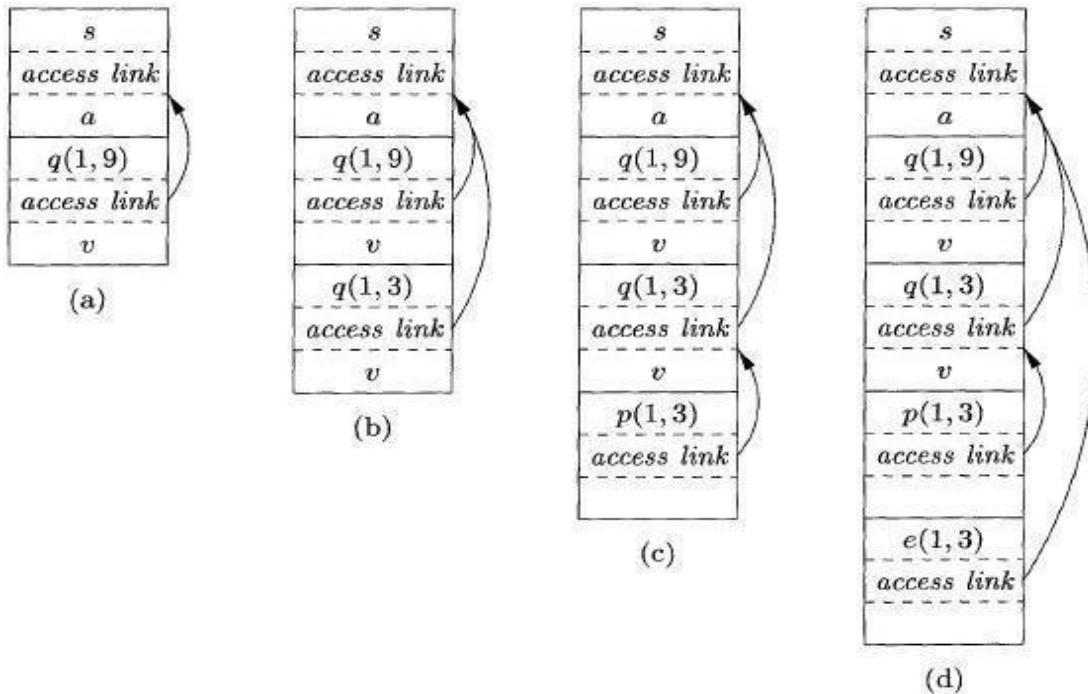 s
access link
a
q(1, 9)
access link
v
(a)
s
access link
a
q(1, 9)
access link
v
q(1, 3)
access link
v
(b)
s
access link
a
q(1, 9)
access link
v
q(1, 3)
access link
v
p(1, 3)
access link
(c)
s
access link
a
q(1, 9)
access link
v
q(1, 3)
access link
v
p(1, 3)
access link
e(1, 3)
access link
(d)